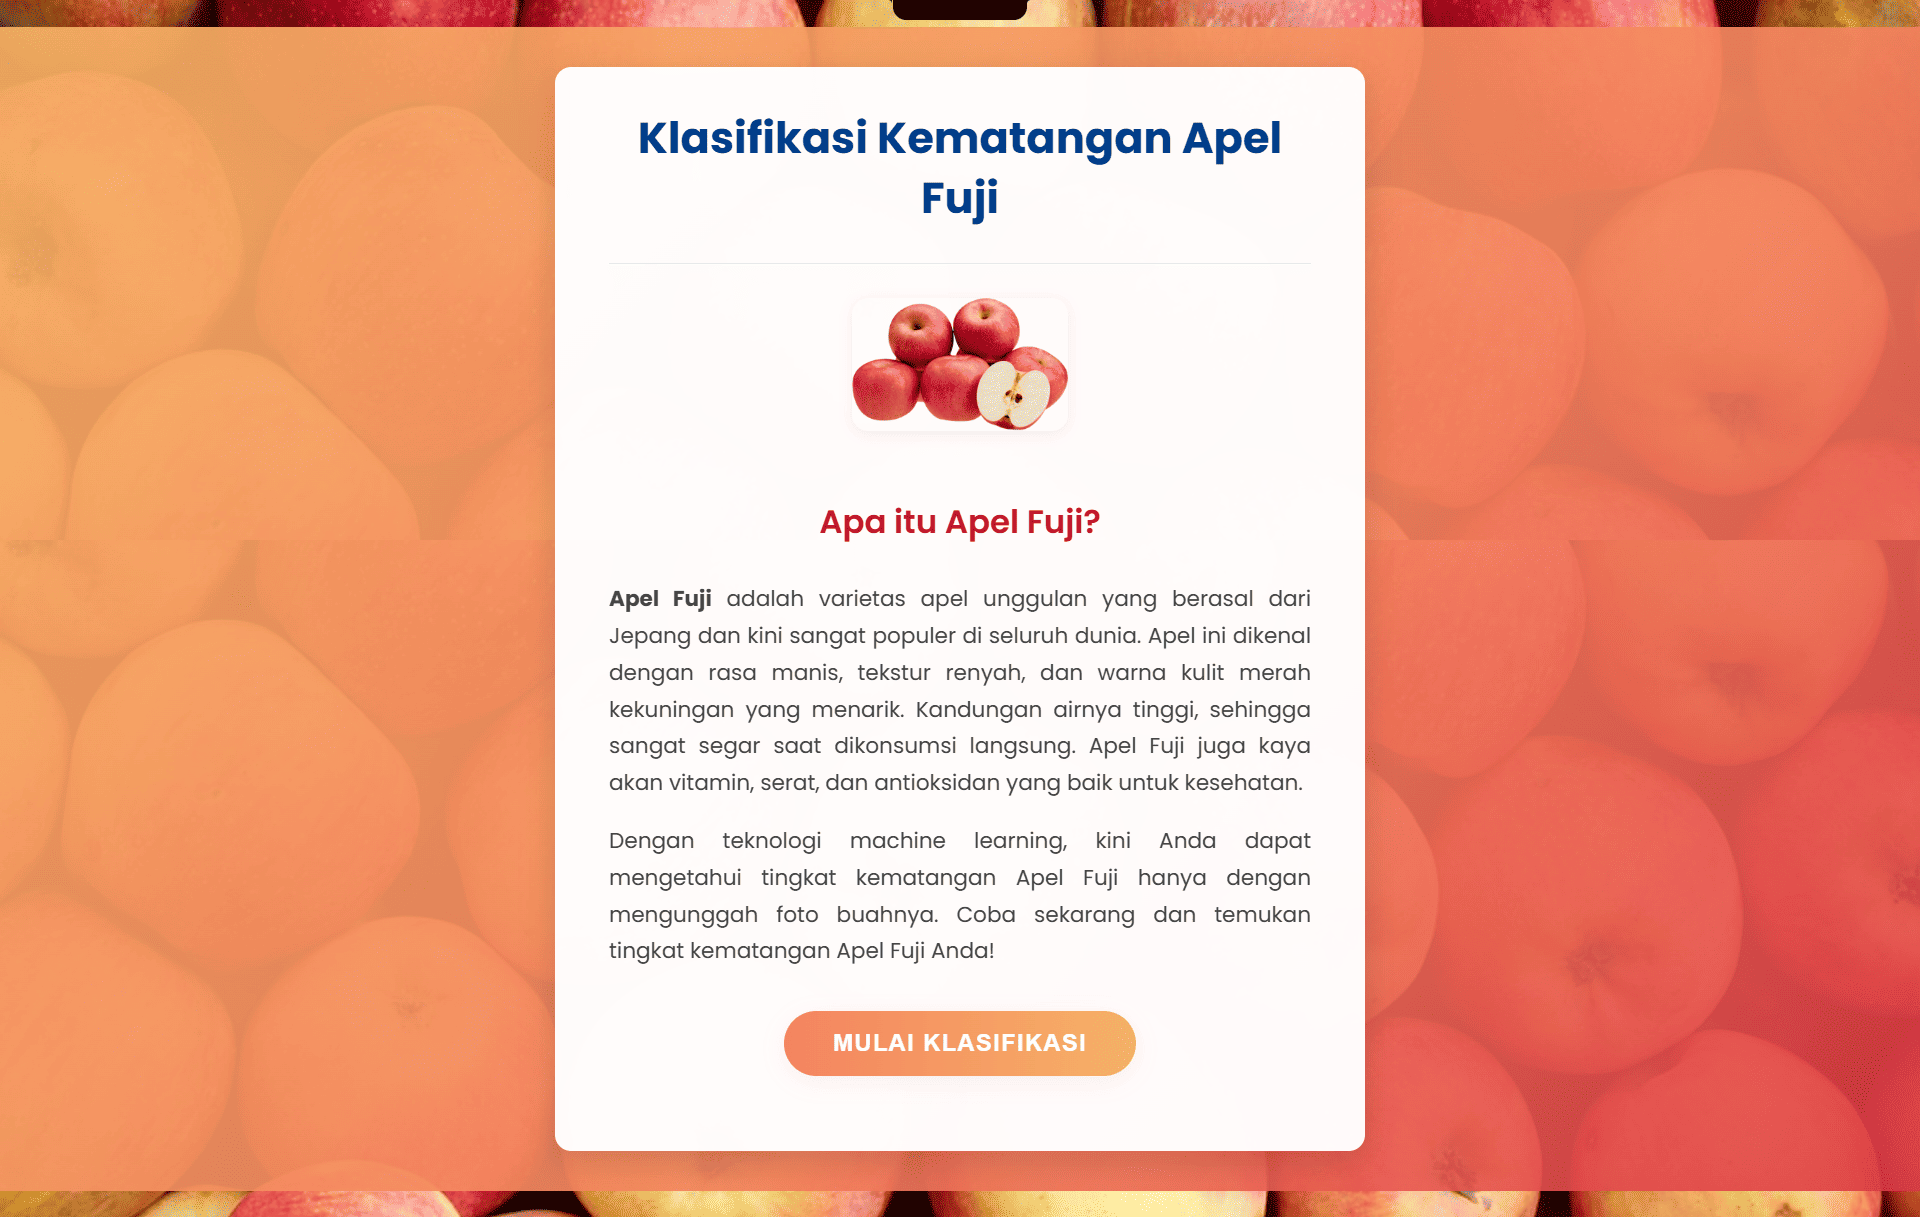 Klasifikasi Kematangan Apel
Fuji
Apa itu Apel Fuji?
Apel Fuji adalah varietas apel unggulan yang berasal dari
Jepang dan kini sangat populer di seluruh dunia. Apel ini dikenal
dengan rasa manis, tekstur renyah, dan warna kulit merah
kekuningan yang menarik. Kandungan airnya tinggi, sehingga
sangat segar saat dikonsumsi langsung. Apel Fuji juga kaya
akan vitamin, serat, dan antioksidan yang baik untuk kesehatan.
Dengan teknologi machine learning, kini Anda dapat
mengetahui tingkat kematangan Apel Fuji hanya dengan
mengunggah foto buahnya. Coba sekarang dan temukan
tingkat kematangan Apel Fuji Anda!
MULAI KLASIFIKASI